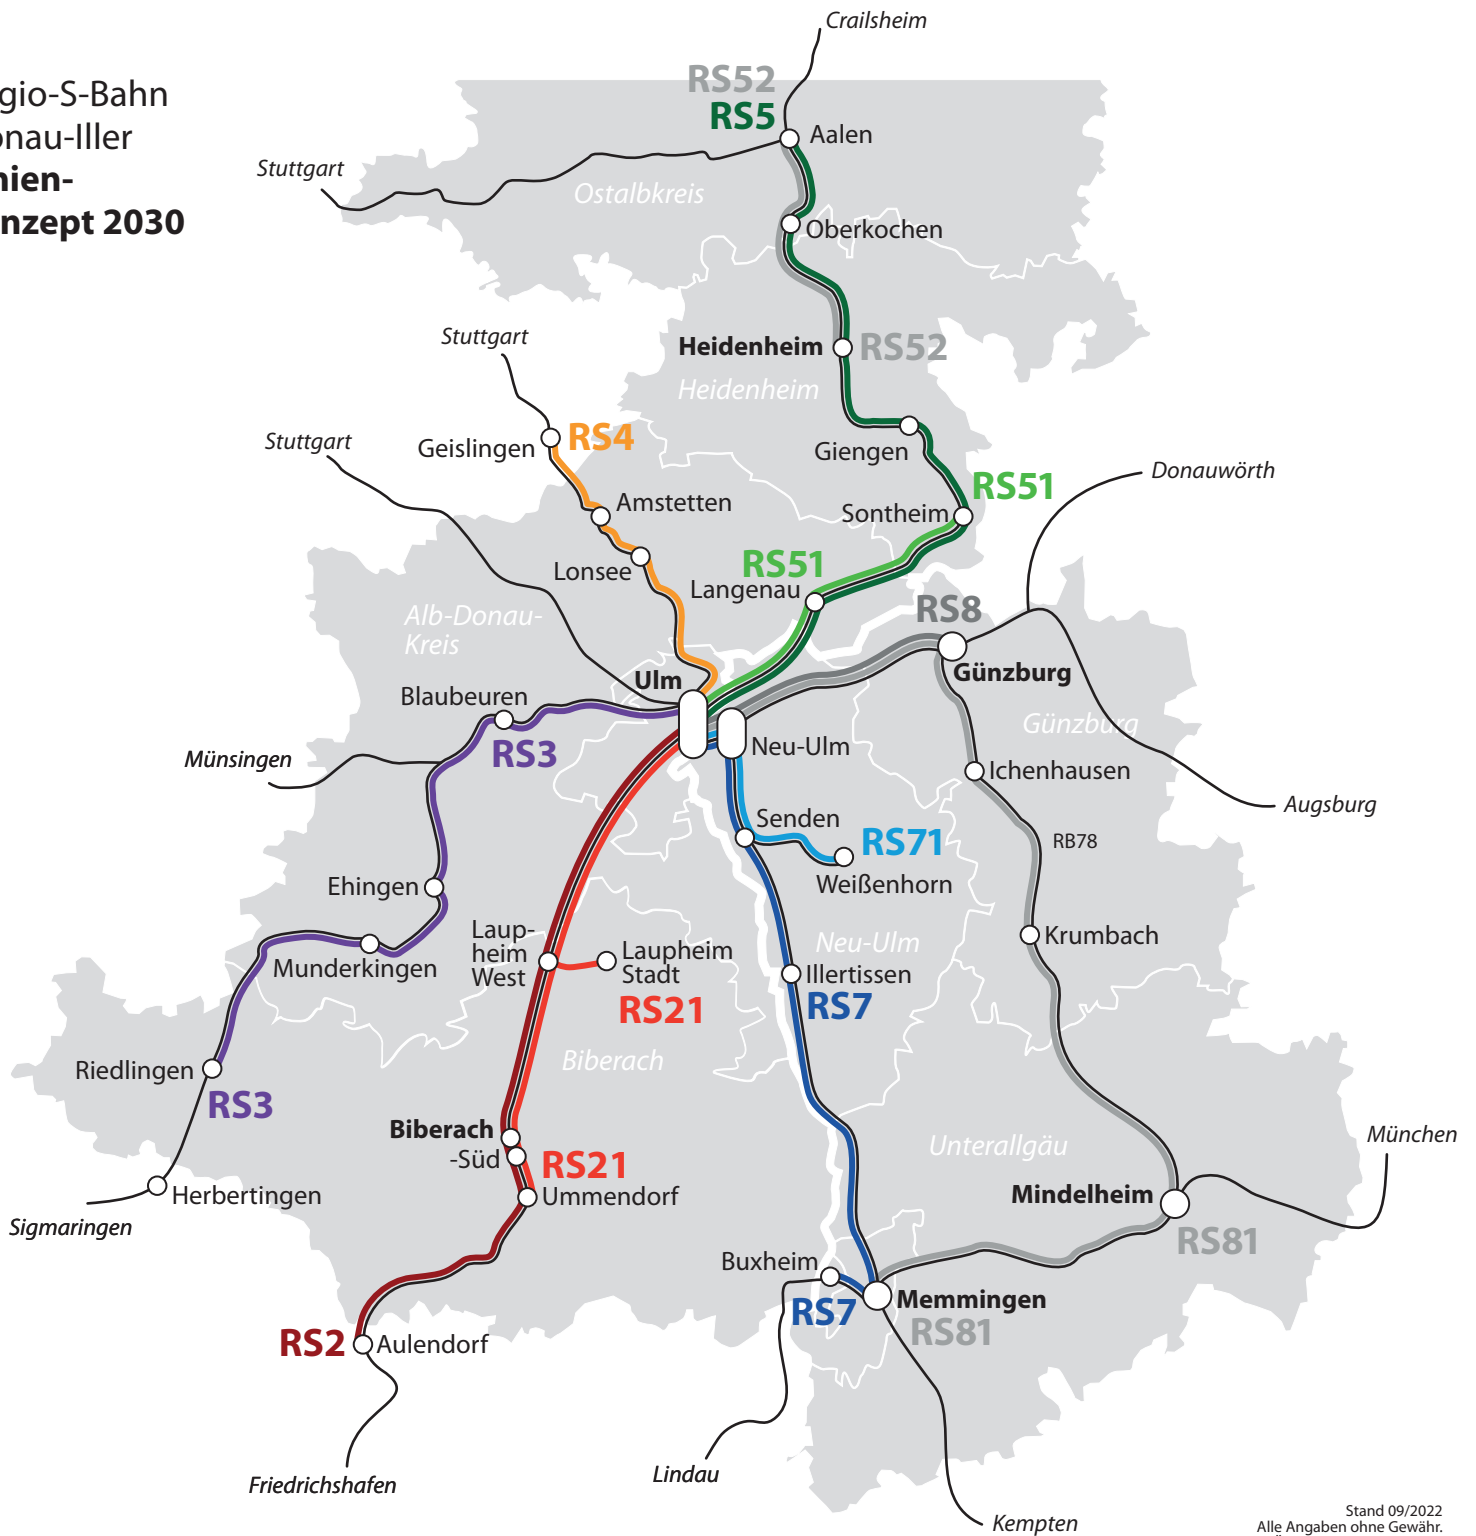 Crailsheim
gio-S-Bahn
onau-Iller
nien-
nzept 2030
RS52
RS5
Aalen
Stuttgart
Ostalbkreis
Oberkochen
Stuttgart
Heidenheim
RS52
Heidenheim
Stuttgart
Geislingen
RS4
Giengen
Donauwörth
Amstetten
RS51
Sontheim
Lonsee
RS51
Langenau
Alb-Donau-
Kreis
RS8
Ulm
Günzburg
Blaubeuren
Günzburg
RS3
Neu-Ulm
Münsingen
Ichenhausen
Augsburg
Senden
RS71
RB78
Weißenhorn
Ehingen
Laup-
heim
West
Laupheim
Stadt
Neu-Ulm
Krumbach
Munderkingen
Illertissen
RS21
RS7
Biberach
Riedlingen
RS3
Biberach
-Süd
RS21
Unterallgäu
München
Herbertingen
Ummendorf
Mindelheim
Sigmaringen
RS81
Buxheim
RS7
Memmingen
RS81
RS2
Aulendorf
Lindau
Friedrichshafen
Kempten
Stand 09/2022
Alle Angaben ohne Gewähr.